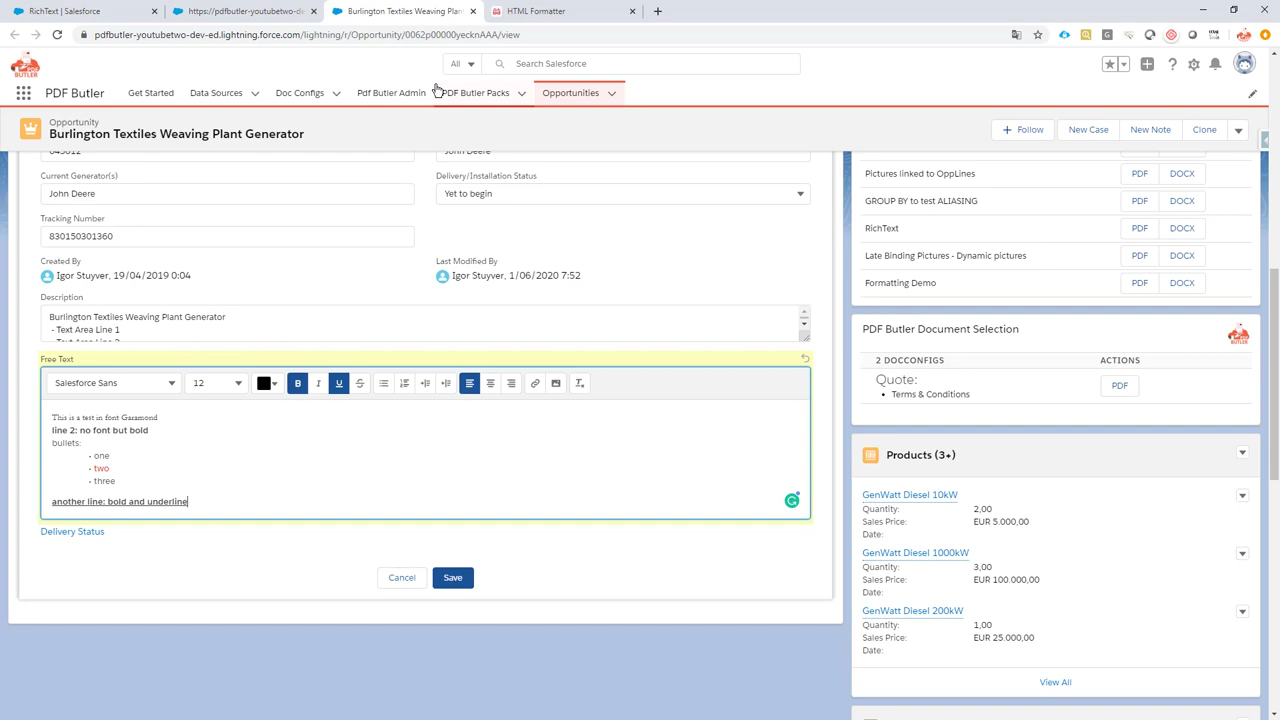 RichText | Salesforce
https://pdfbutler-youtubetwo-de
Burlington Textiles Weaving Plan
HTML Formatter
pdfbutler-youtubetwo-dev-ed.lightning.force.com/lightning/r/Opportunity/0062p00000yecknAAA/view
PDF BUTLER
All
Search Salesforce
PDF Butler
Get Started
Data Sources
Doc Configs
Pdf Butler Admin
PDF Butler Packs
Opportunities
Opportunity
Burlington Textiles Weaving Plant Generator
Follow
New Case
New Note
Clone
645612
John Deere
Current Generator(s)
Delivery/Installation Status
John Deere
Yet to begin
Tracking Number
830150301360
Created By
Last Modified By
Igor Stuyver, 19/04/2019 0:04
Igor Stuyver, 1/06/2020 7:52
Description
Burlington Textiles Weaving Plant Generator
- Text Area Line 1
- Text Area Line 2
Free Text
Salesforce Sans
12
B I U S
This is a test in font Garamond
line 2: no font but bold
bullets:
- one
- two
- three
another line: bold and underline
Delivery Status
Cancel
Save
Pictures linked to OppLines PDF DOCX
GROUP BY to test ALIASING PDF DOCX
RichText PDF DOCX
Late Binding Pictures - Dynamic pictures PDF DOCX
Formatting Demo PDF DOCX
PDF Butler Document Selection
2 DOCCONFIGS ACTIONS
Quote:
• Terms & Conditions
PDF
Products (3+)
GenWatt Diesel 10kW
Quantity: 2,00
Sales Price: EUR 5.000,00
Date:
GenWatt Diesel 1000kW
Quantity: 3,00
Sales Price: EUR 100.000,00
Date:
GenWatt Diesel 200kW
Quantity: 1,00
Sales Price: EUR 25.000,00
Date:
View All